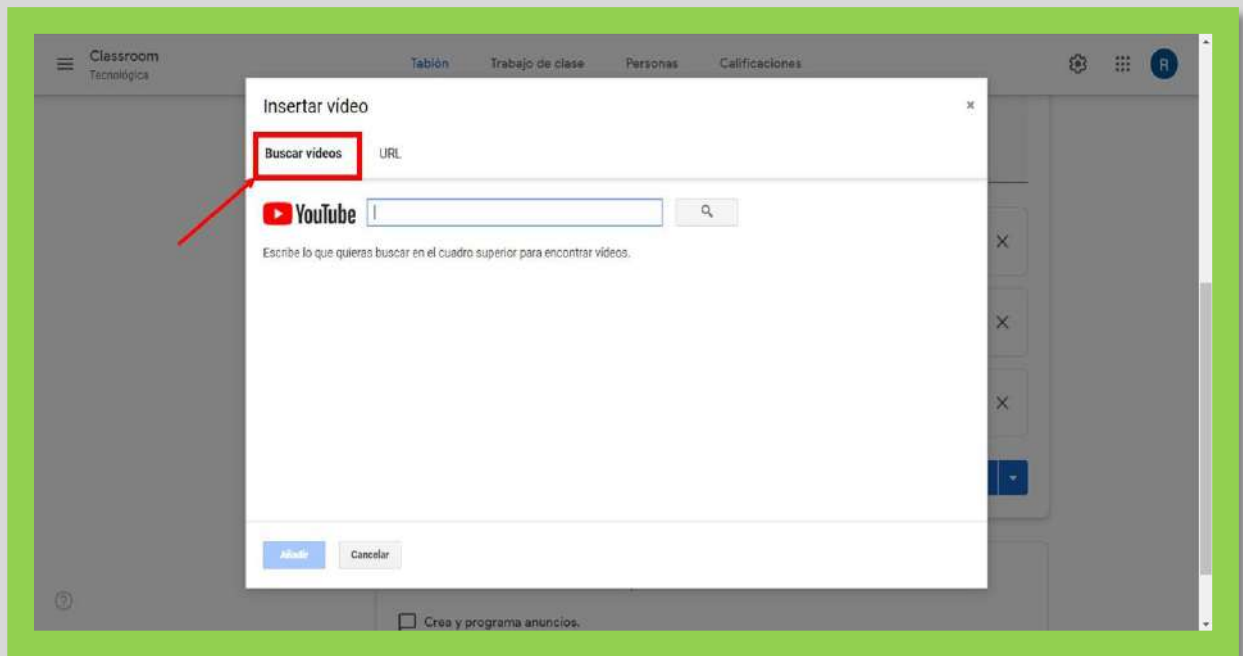 Classroom
Tecnológica
Tablón Trabajo de clase Personas Calificaciones
R
Insertar vídeo
Buscar vídeos URL
YouTube
Escribe lo que quieras buscar en el cuadro superior para encontrar vídeos.
Añadir Cancelar
Crea y programa anuncios.